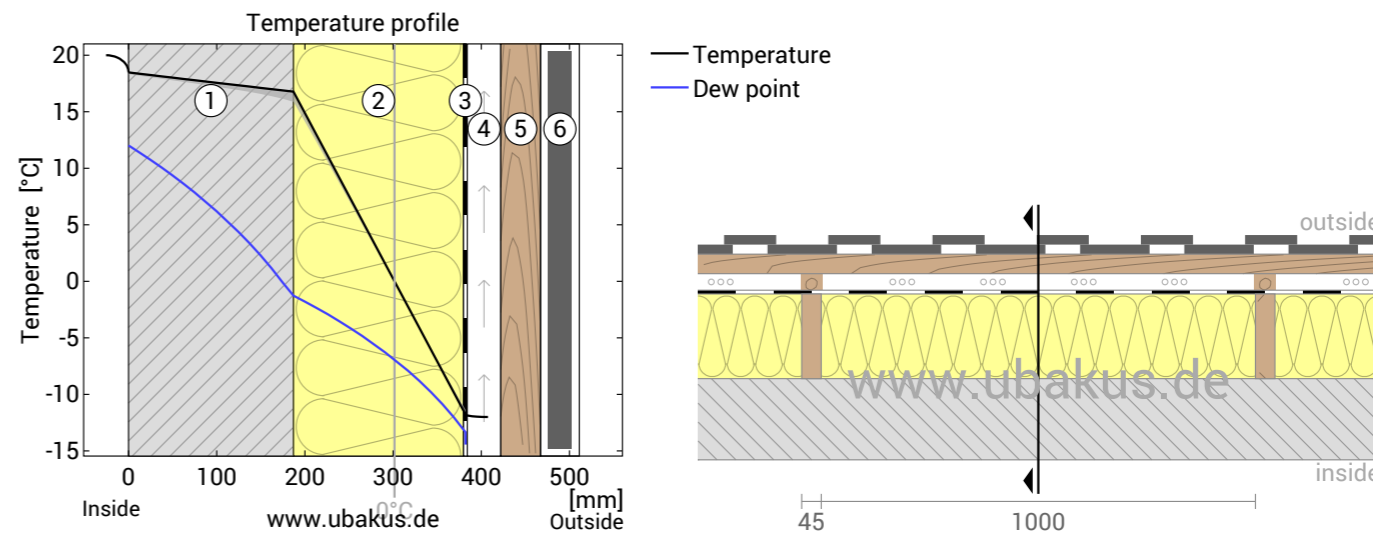 Temperature profile
Temperature
Dew point
Temperature [°C]
20
15
10
5
0
-5
-10
-15
1
2
3
4
5
6
0 100 200 300 400 500
[mm]
Inside
0°C
www.ubakus.de
Outside
outside
www.ubakus.de
inside
45
1000